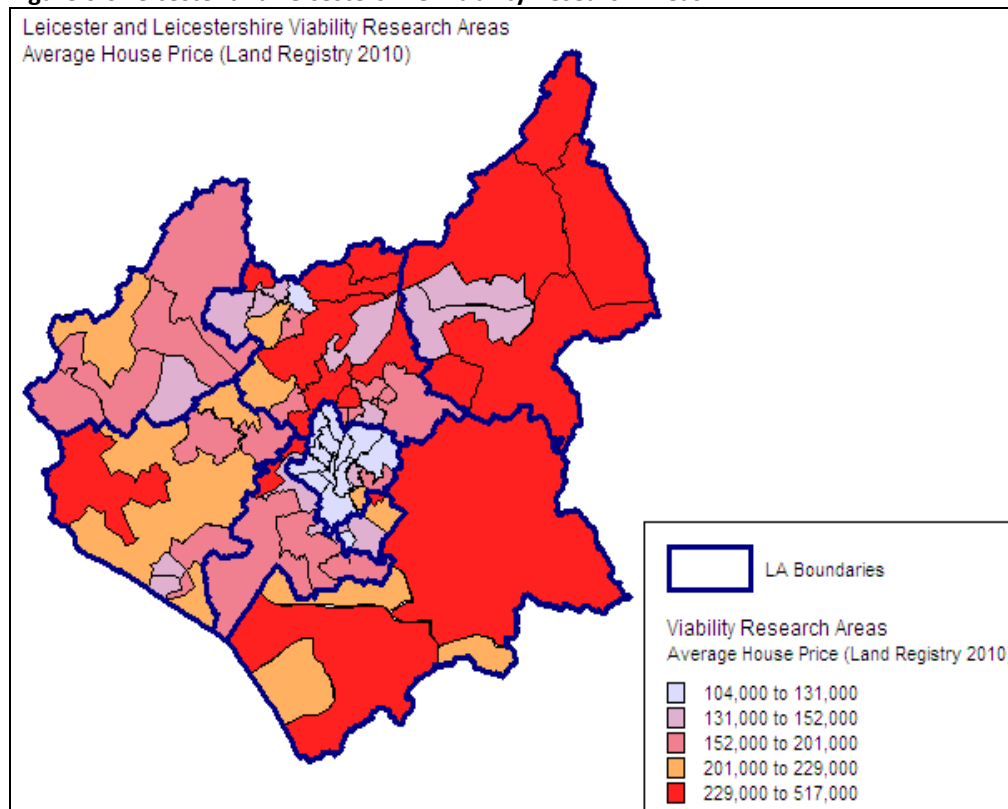 Leicester and Leicestershire Viability Research Areas
Average House Price (Land Registry 2010)
LA Boundaries
Viability Research Areas
Average House Price (Land Registry 2010
104,000 to 131,000
131,000 to 152,000
152,000 to 201,000
201,000 to 229,000
229,000 to 517,000